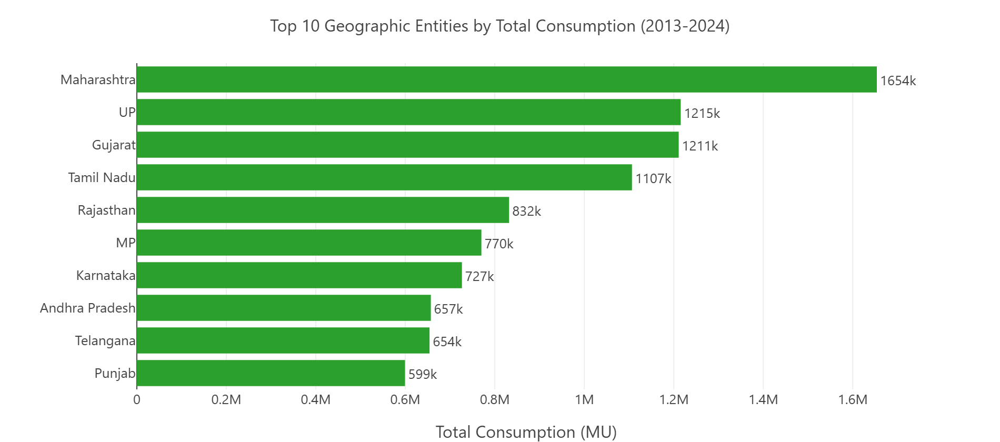 Top 10 Geographic Entities by Total Consumption (2013-2024)
Maharashtra 1654k
UP 1215k
Gujarat 1211k
Tamil Nadu 1107k
Rajasthan 832k
MP 770k
Karnataka 727k
Andhra Pradesh 657k
Telangana 654k
Punjab 599k
0 0.2M 0.4M 0.6M 0.8M 1M 1.2M 1.4M 1.6M
Total Consumption (MU)